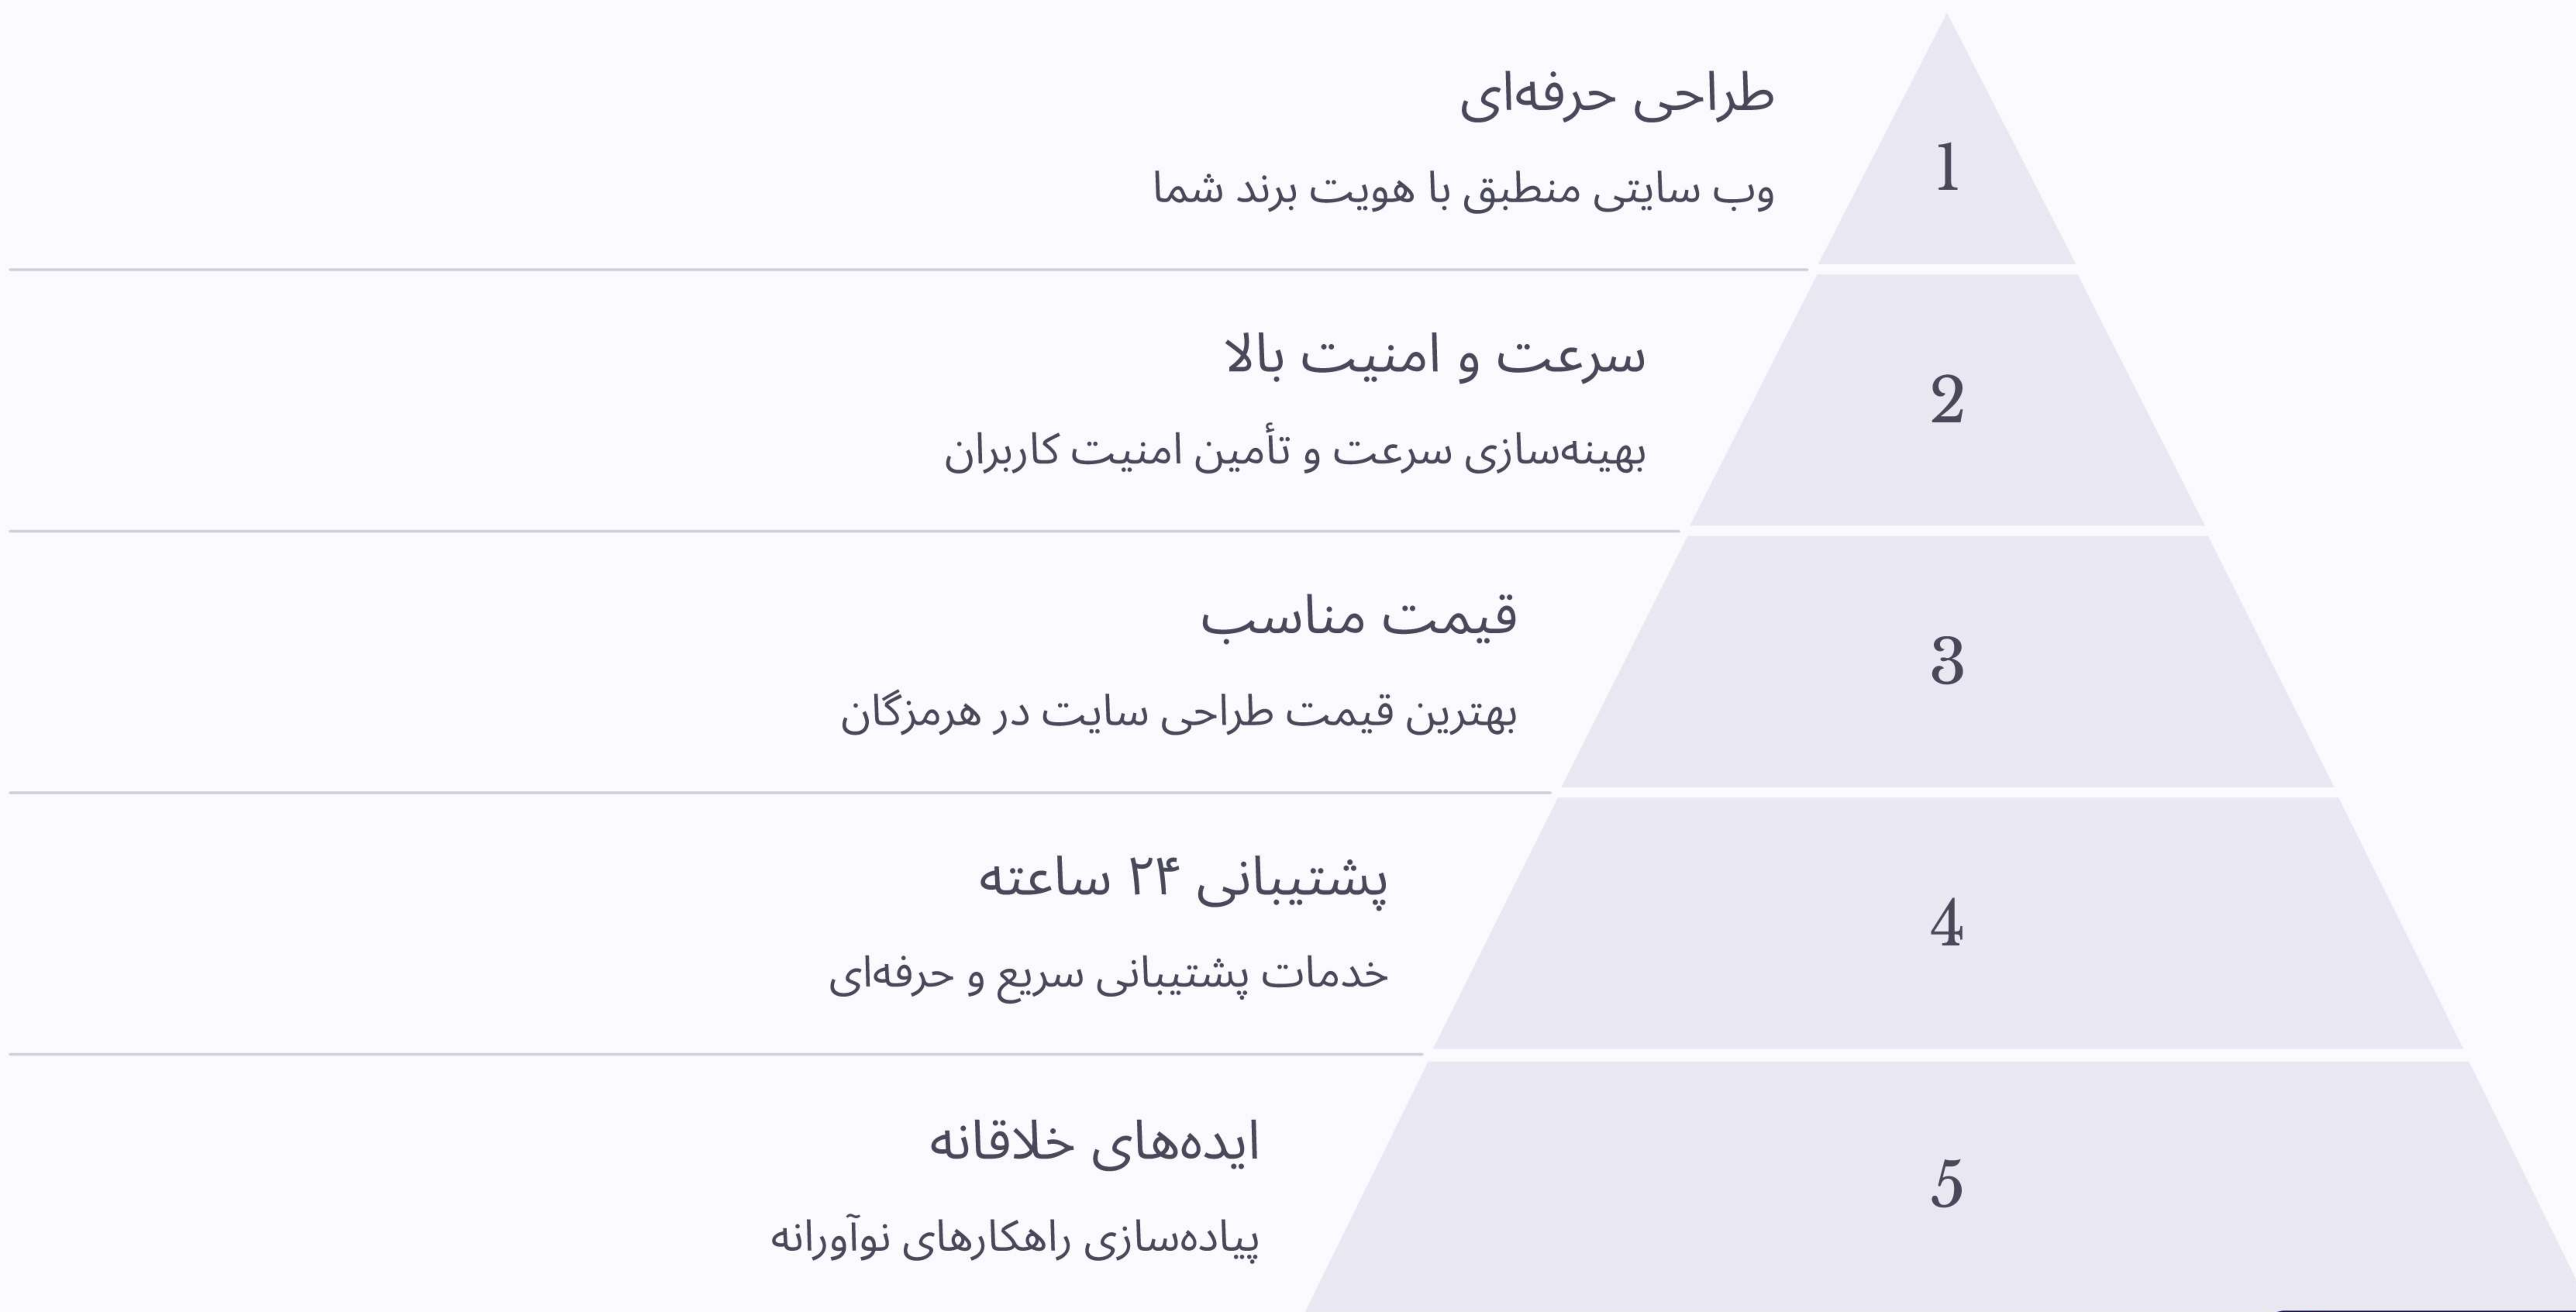 طراحی حرفه‌ای
وب سایتی منطبق با هویت برند شما
1
سرعت و امنیت بالا
بهینه‌سازی سرعت و تأمین امنیت کاربران
2
قیمت مناسب
بهترین قیمت طراحی سایت در هرمزگان
3
پشتیبانی ۲۴ ساعته
خدمات پشتیبانی سریع و حرفه‌ای
4
ایده‌های خلاقانه
پیاده‌سازی راهکارهای نوآورانه
5